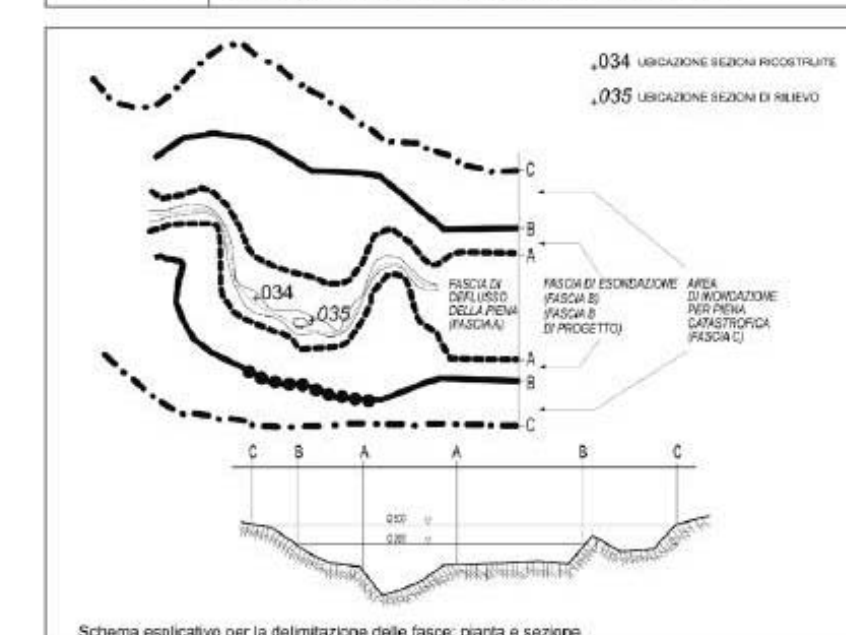 034 UBICAZIONE SEZIONI RICOSTRUITE
035 UBICAZIONE SEZIONI DI RILIEVO
C
B
A
034
035
FASCIA DI
DEFLUSSO
DELLA PIENA
(FASCIA A)
FASCIA DI ESONDAZIONE
(FASCIA B)
(FASCIA B
DI PROGETTO)
AREA
DI INONDAZIONE
PER PIENA
CATASTROFICA
(FASCIA C)
A
B
C
C B A A B C
Schema esplicativo per la delimitazione delle fasce: pianta e sezione